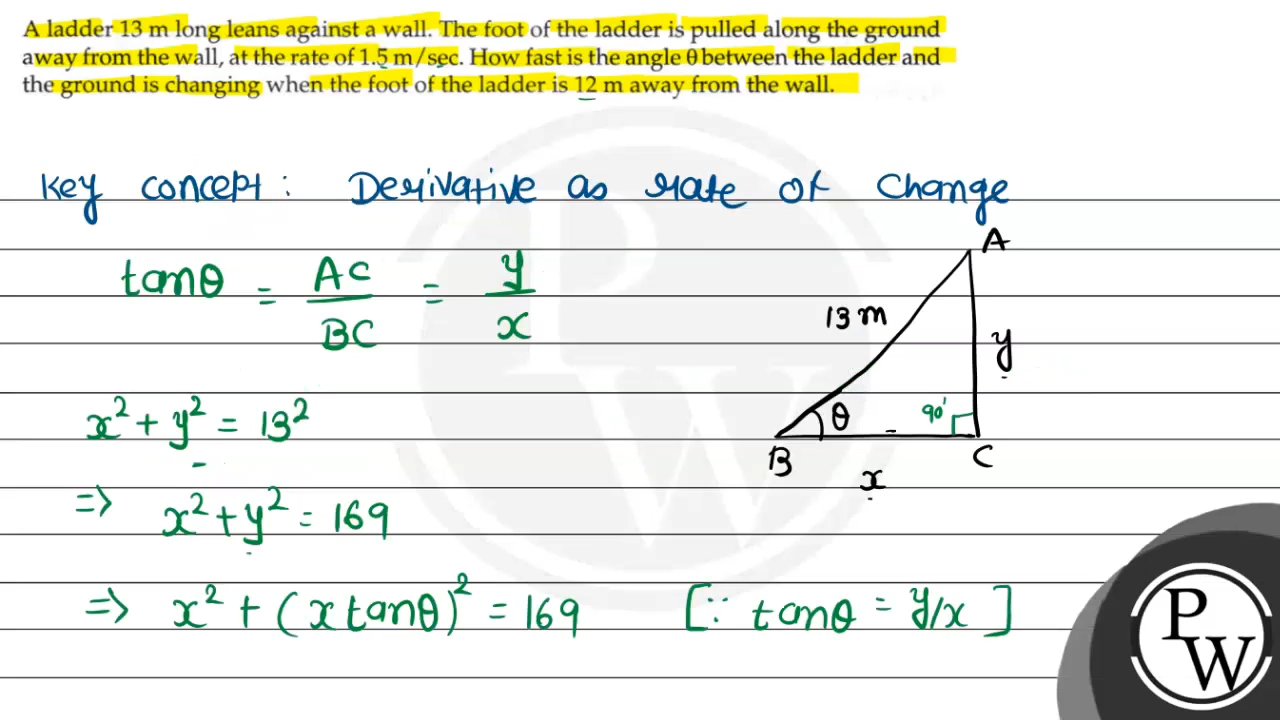 A ladder 13 m long leans against a wall. The foot of the ladder is pulled along the ground
away from the wall, at the rate of 1.5 m/sec. How fast is the angle θ between the ladder and
the ground is changing when the foot of the ladder is 12 m away from the wall.
Key concept: Derivative as rate of change
tanθ = AC/BC = y/x
A
13 m
y
x² + y² = 13²
θ
90°
B
C
x
=> x² + y² = 169
=> x² + (x tanθ)² = 169 [∵ tanθ = y/x]
PW
PW